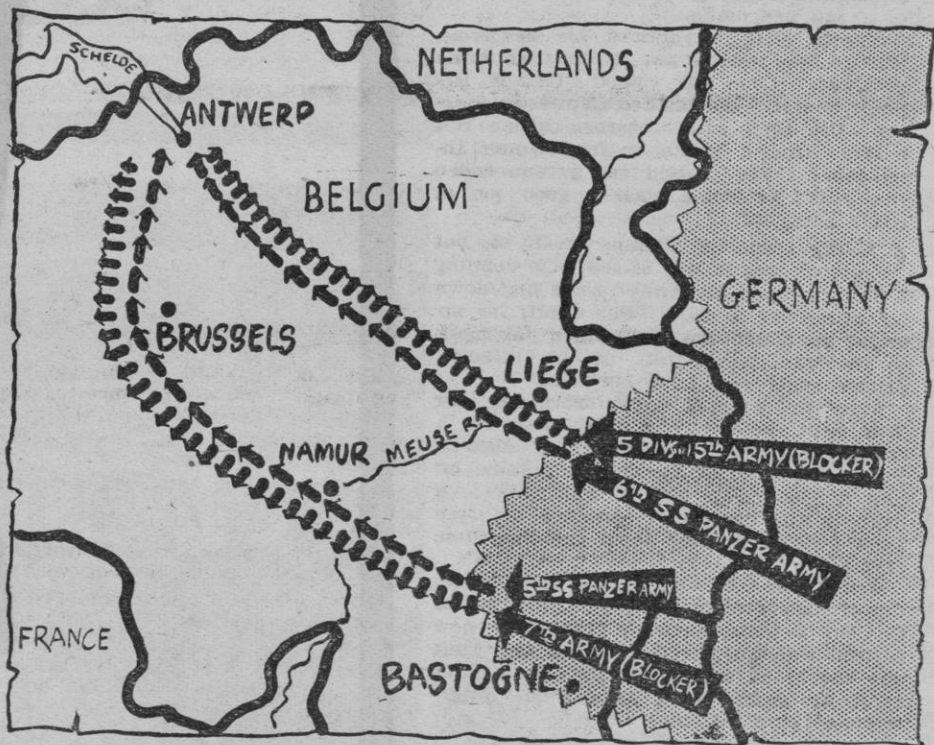 SCHELDE
NETHERLANDS
ANTWERP
BELGIUM
GERMANY
BRUSSELS
LIEGE
NAMUR
MEUSE R.
5 DIVS. 15TH ARMY (BLOCKER)
6TH SS PANZER ARMY
5TH SS PANZER ARMY
7TH ARMY (BLOCKER)
FRANCE
BASTOGNE